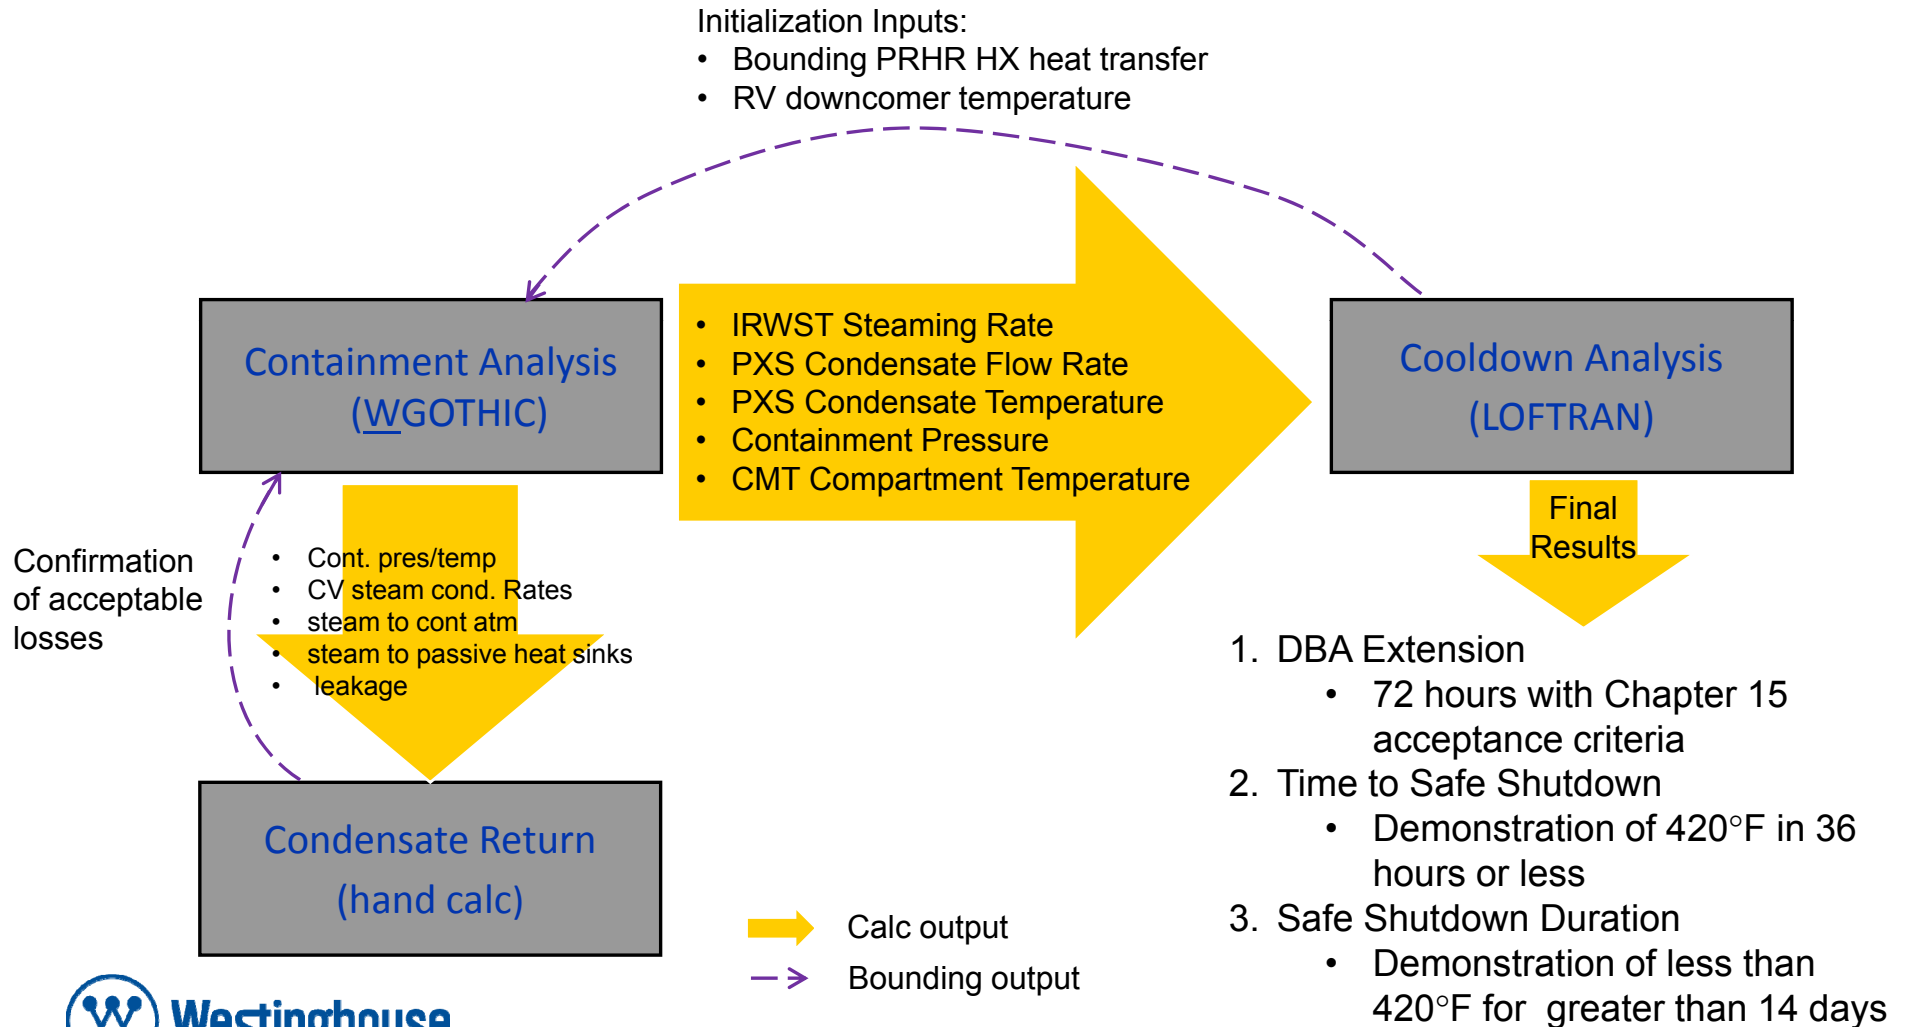 Initialization Inputs:
• Bounding PRHR HX heat transfer
• RV downcomer temperature
Containment Analysis
(WGOTHIC)
• IRWST Steaming Rate
• PXS Condensate Flow Rate
• PXS Condensate Temperature
• Containment Pressure
• CMT Compartment Temperature
Cooldown Analysis
(LOFTRAN)
Final
Results
Confirmation
of acceptable
losses
• Cont. pres/temp
• CV steam cond. Rates
• steam to cont atm
• steam to passive heat sinks
• leakage
Condensate Return
(hand calc)
1. DBA Extension
• 72 hours with Chapter 15
acceptance criteria
2. Time to Safe Shutdown
• Demonstration of 420°F in 36
hours or less
3. Safe Shutdown Duration
• Demonstration of less than
420°F for greater than 14 days
Calc output
Bounding output
W Westinghouse